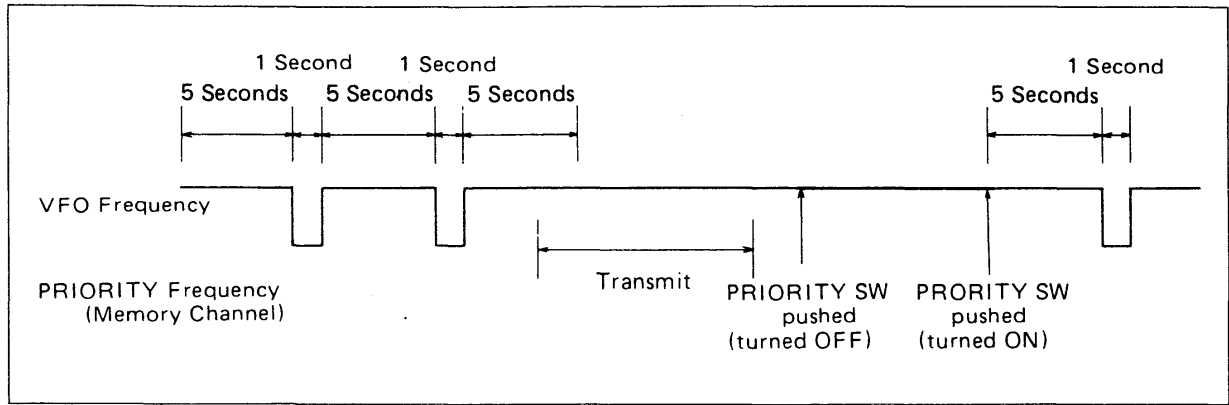 1 Second 1 Second 1 Second
5 Seconds 5 Seconds 5 Seconds 5 Seconds
VFO Frequency
Transmit
PRIORITY Frequency
(Memory Channel)
PRIORITY SW
pushed
(turned OFF)
PRORITY SW
pushed
(turned ON)